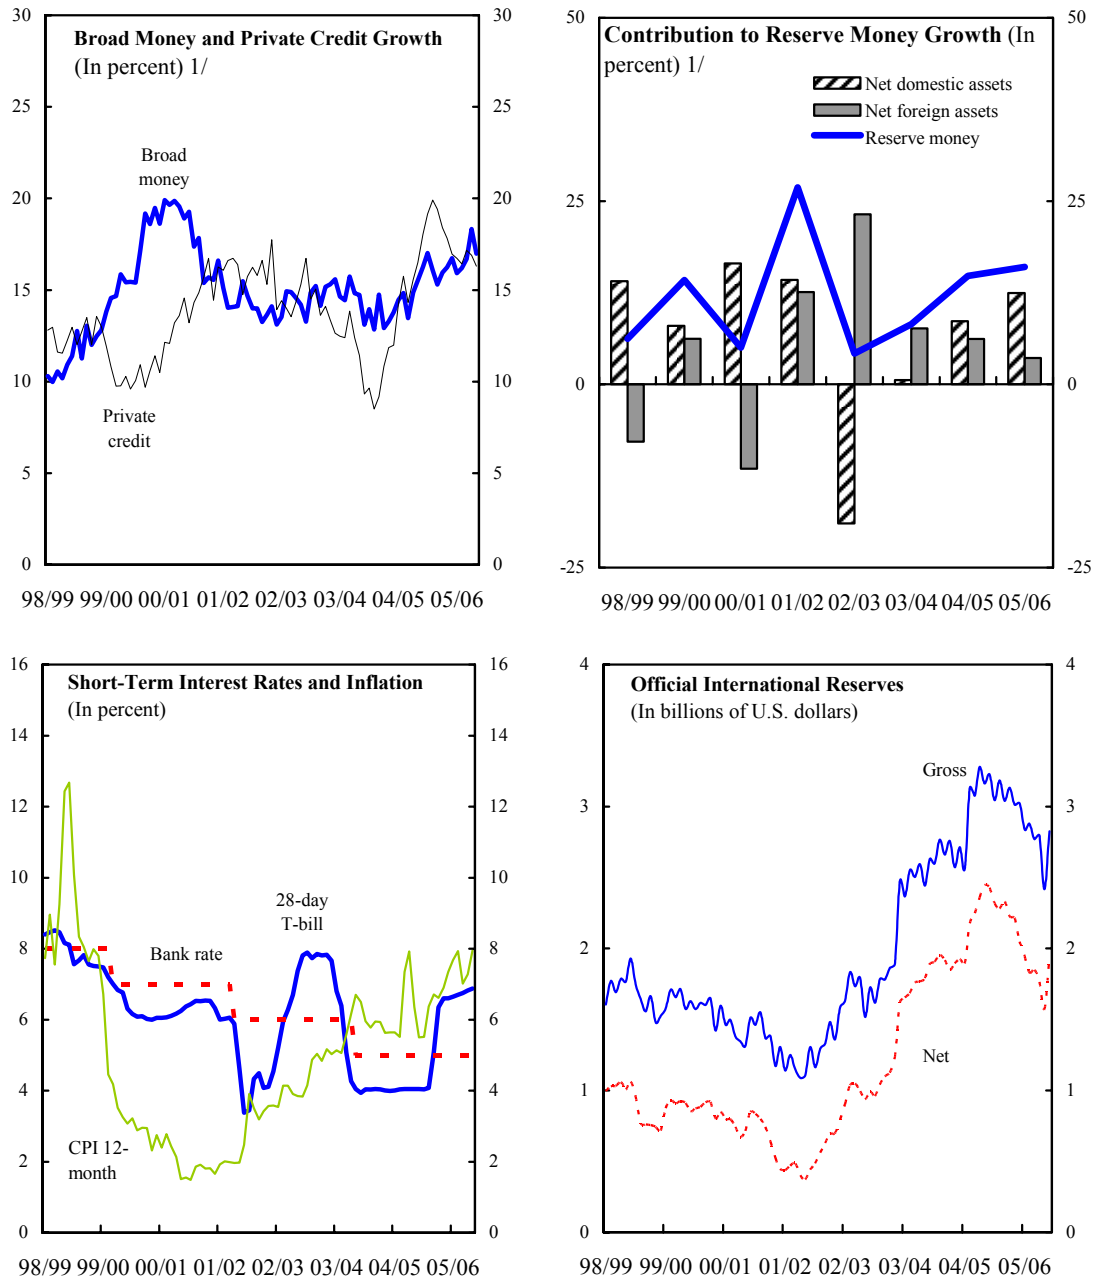 Broad Money and Private Credit Growth
(In percent) 1/
30
25
20
15
10
5
0
30
25
20
15
10
5
0
Broad
money
Private
credit
98/99 99/00 00/01 01/02 02/03 03/04 04/05 05/06
Contribution to Reserve Money Growth (In
percent) 1/
Net domestic assets
Net foreign assets
Reserve money
50
25
0
-25
50
25
0
-25
98/99 99/00 00/01 01/02 02/03 03/04 04/05 05/06
Short-Term Interest Rates and Inflation
(In percent)
16
14
12
10
8
6
4
2
0
16
14
12
10
8
6
4
2
0
28-day
T-bill
Bank rate
CPI 12-
month
98/99 99/00 00/01 01/02 02/03 03/04 04/05 05/06
Official International Reserves
(In billions of U.S. dollars)
4
3
2
1
0
4
3
2
1
0
Gross
Net
98/99 99/00 00/01 01/02 02/03 03/04 04/05 05/06